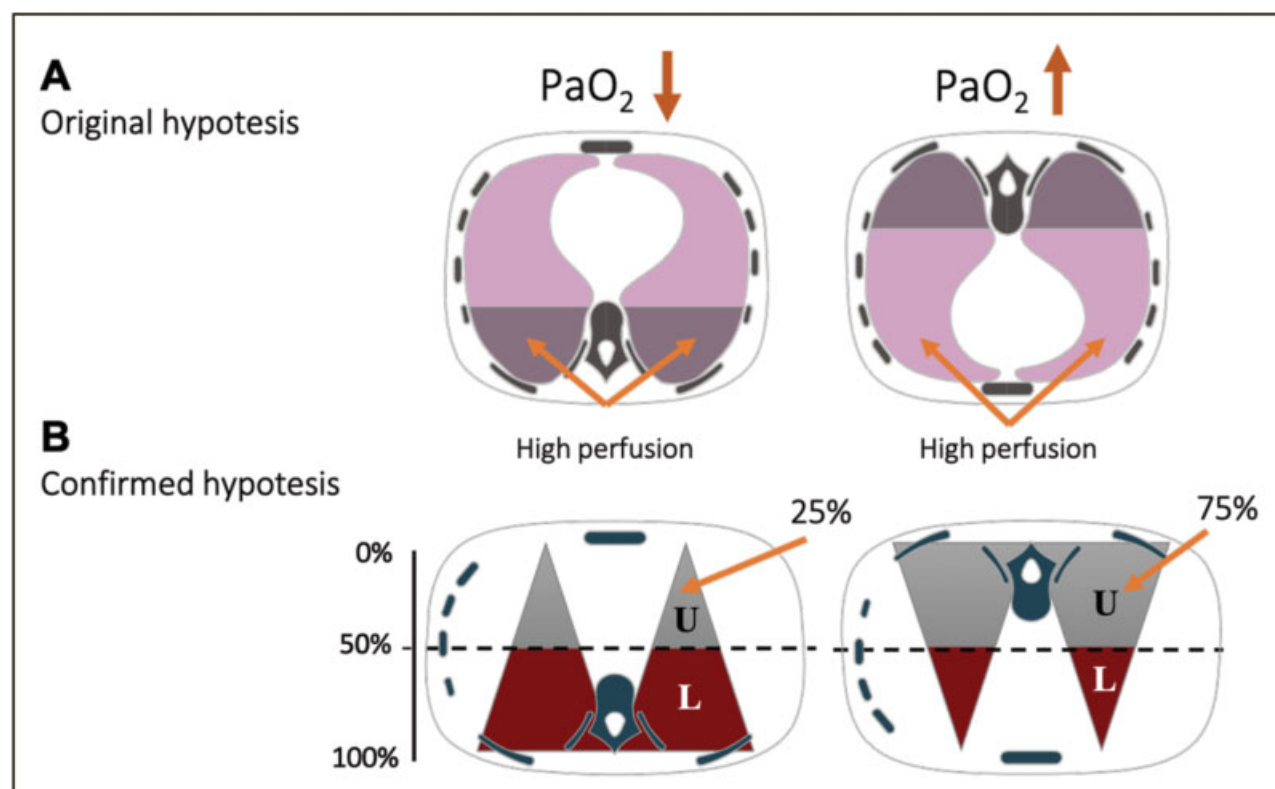 A
Original hypotesis
PaO₂
PaO₂
High perfusion
High perfusion
B
Confirmed hypotesis
25%
75%
0%
50%
100%
U
L
U
L